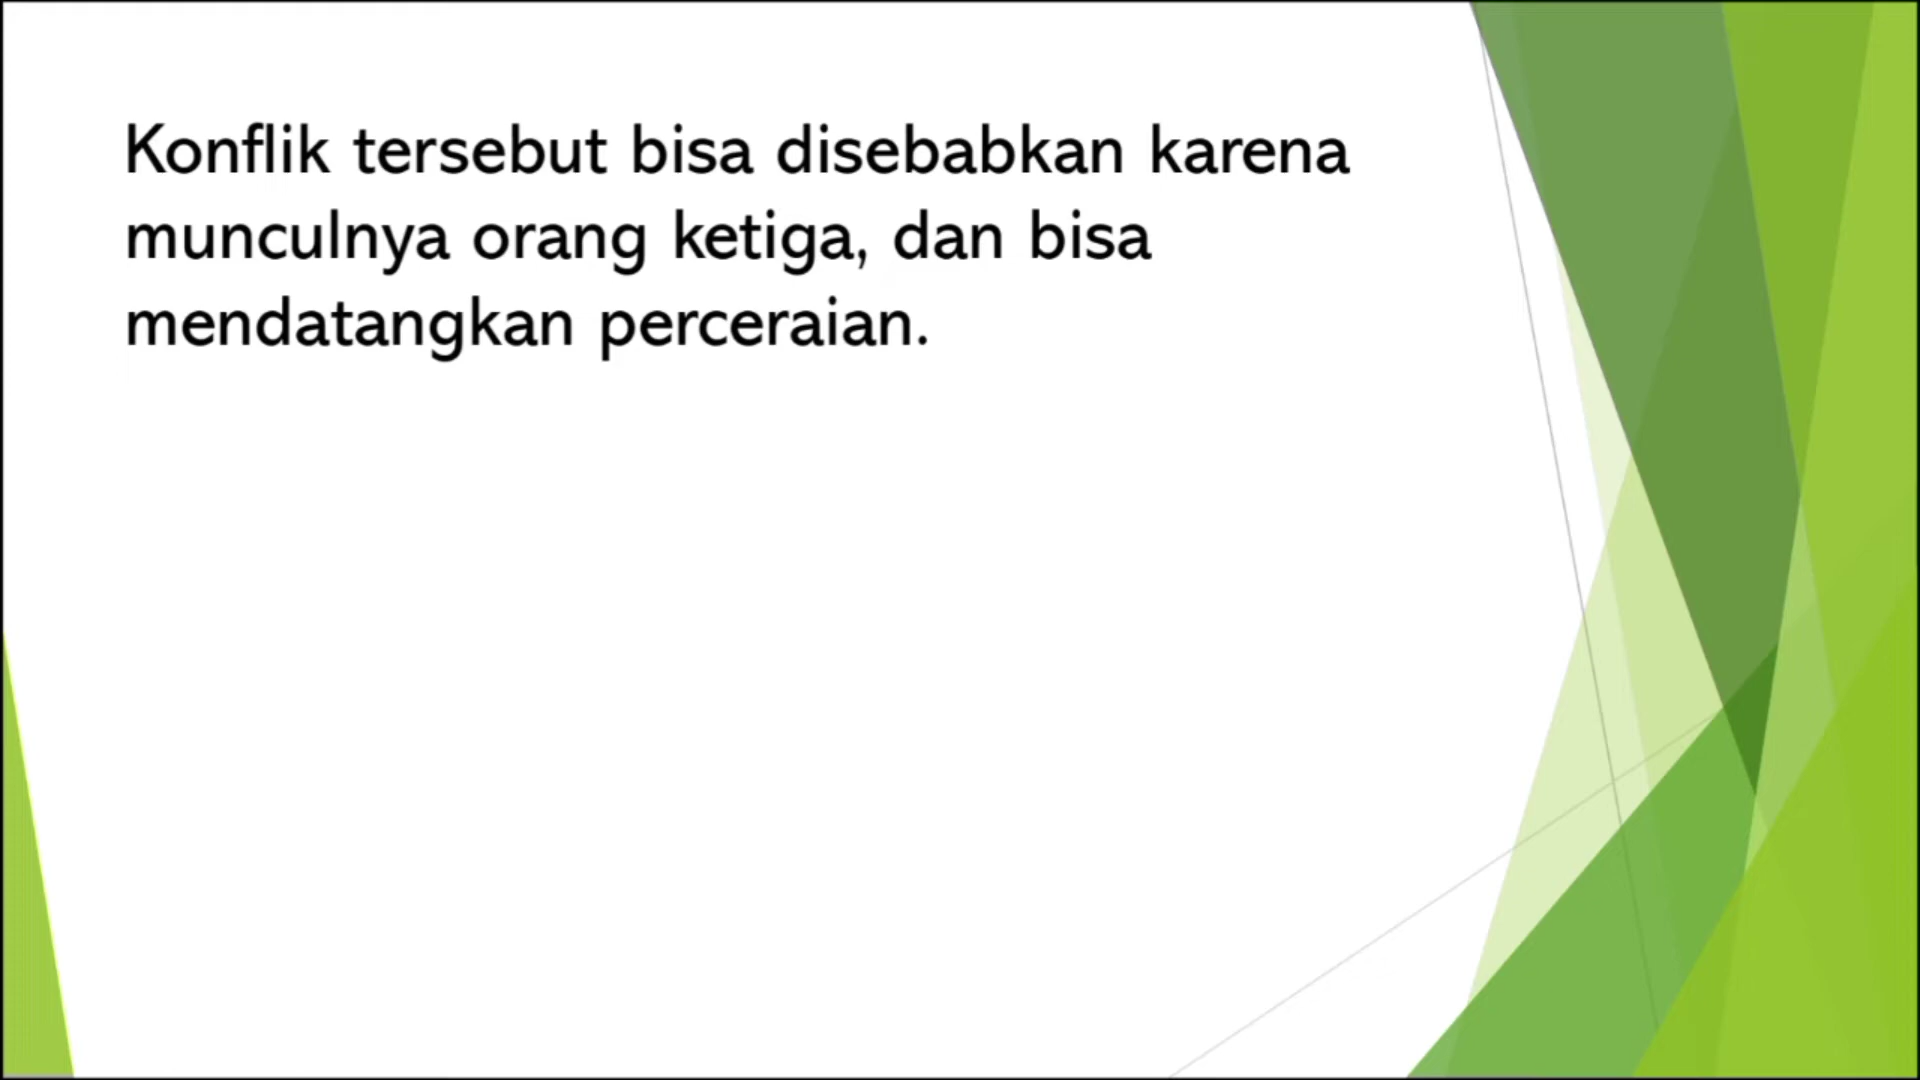 Konflik tersebut bisa disebabkan karena
munculnya orang ketiga, dan bisa
mendatangkan perceraian.